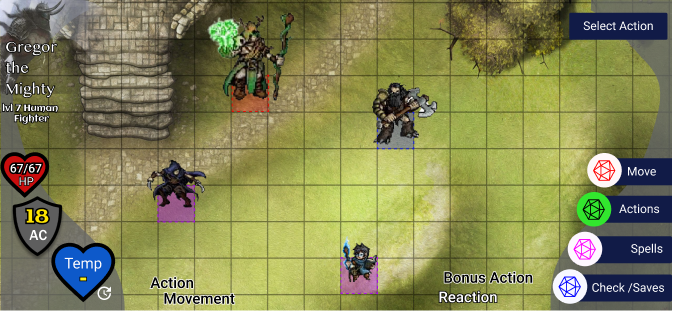 Select Action
Gregor
the
Mighty
lvl 7 Human
Fighter
67/67
HP
18
AC
Temp
-
Move
Actions
Spells
Check /Saves
Action
Movement
Bonus Action
Reaction